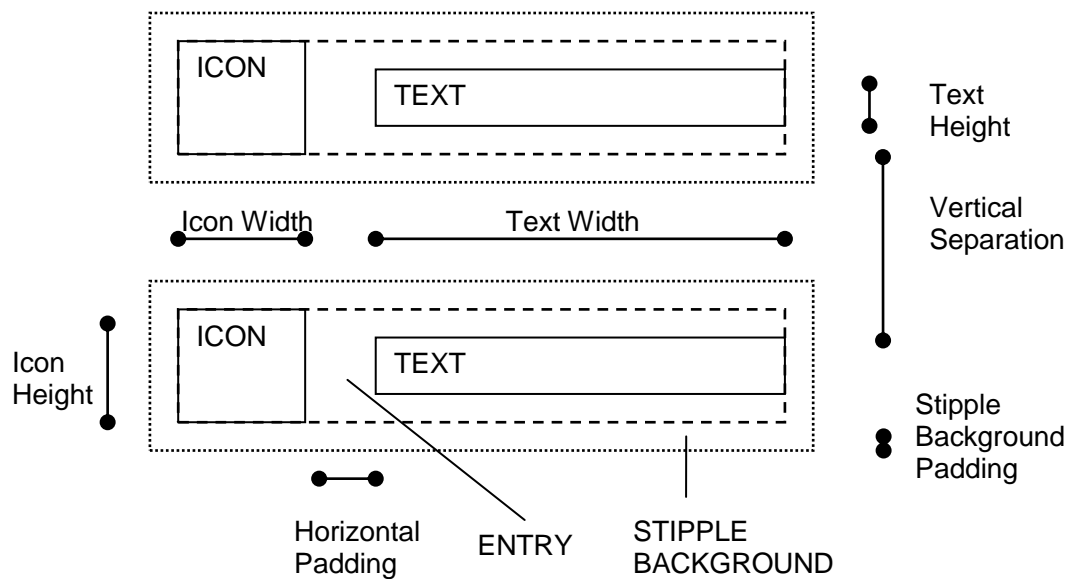 ICON
TEXT
Text
Height
Icon Width
Text Width
Vertical
Separation
ICON
TEXT
Icon
Height
Stipple
Background
Padding
Horizontal
Padding
ENTRY
STIPPLE
BACKGROUND